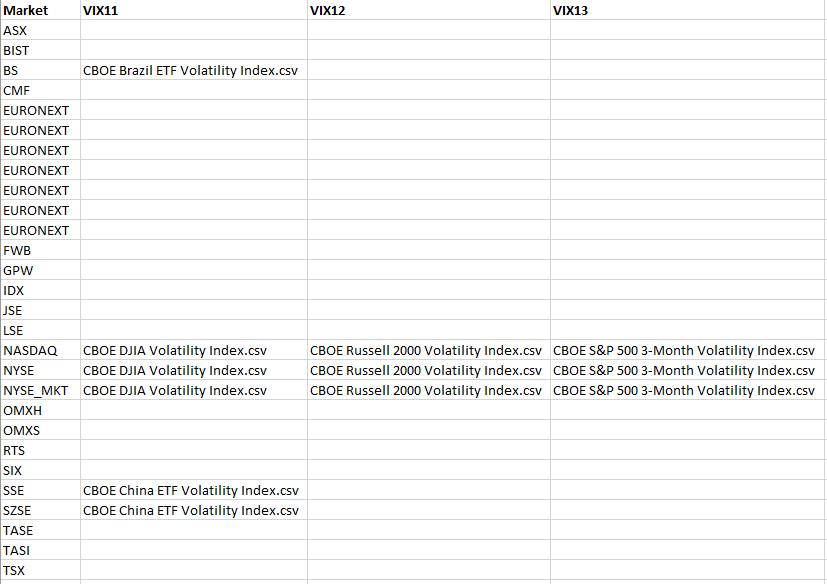 Market VIX11 VIX12 VIX13
ASX
BIST
BS CBOE Brazil ETF Volatility Index.csv
CMF
EURONEXT
EURONEXT
EURONEXT
EURONEXT
EURONEXT
EURONEXT
EURONEXT
FWB
GPW
IDX
JSE
LSE
NASDAQ CBOE DJIA Volatility Index.csv CBOE Russell 2000 Volatility Index.csv CBOE S&P 500 3-Month Volatility Index.csv
NYSE CBOE DJIA Volatility Index.csv CBOE Russell 2000 Volatility Index.csv CBOE S&P 500 3-Month Volatility Index.csv
NYSE_MKT CBOE DJIA Volatility Index.csv CBOE Russell 2000 Volatility Index.csv CBOE S&P 500 3-Month Volatility Index.csv
OMXH
OMXS
RTS
SIX
SSE CBOE China ETF Volatility Index.csv
SZSE CBOE China ETF Volatility Index.csv
TASE
TASI
TSX